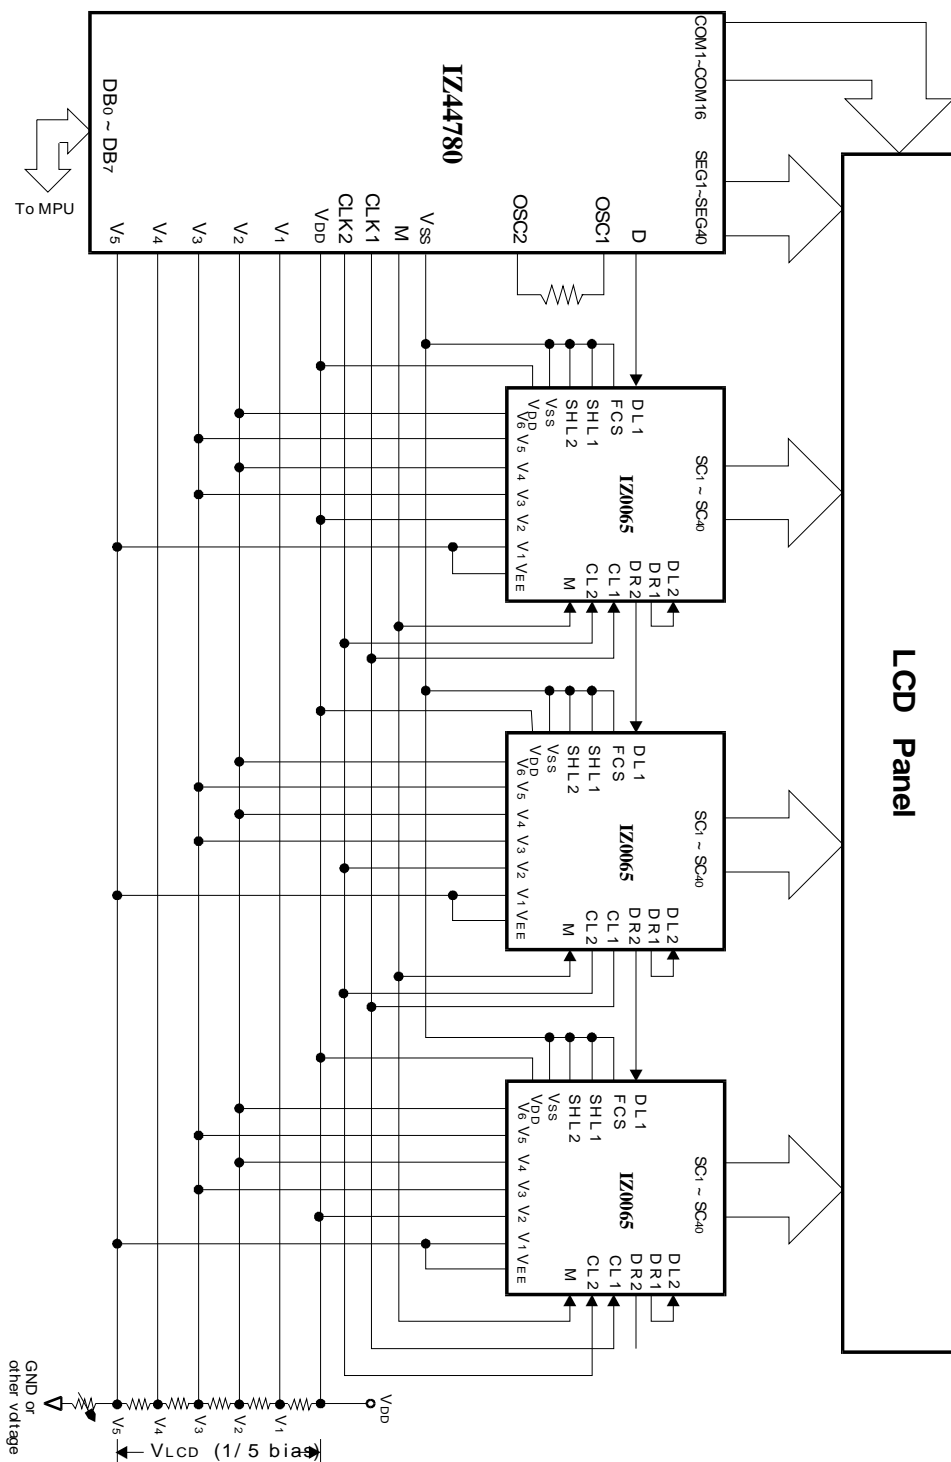 IZ44780
DB0 ~ DB7
To MPU
COM1~COM16
SEG1~SEG40
V5
V4
V3
V2
V1
VDD
CLK2
CLK1
M
VSS
OSC2
OSC1
D
VDD
VSS
SHL2
SHL1
FCS
DL1
V6
V5
V4
V3
V2
V1
VEE
IZ0065
SC1 ~ SC40
M
CL2
CL1
DR2
DR1
DL2
VDD
VSS
SHL2
SHL1
FCS
DL1
V6
V5
V4
V3
V2
V1
VEE
IZ0065
SC1 ~ SC40
M
CL2
CL1
DR2
DR1
DL2
VDD
VSS
SHL2
SHL1
FCS
DL1
V6
V5
V4
V3
V2
V1
VEE
IZ0065
SC1 ~ SC40
M
CL2
CL1
DR2
DR1
DL2
LCD Panel
GND or
other voltage
V5
V4
V3
V2
V1
VDD
VLCD (1/5 bias)